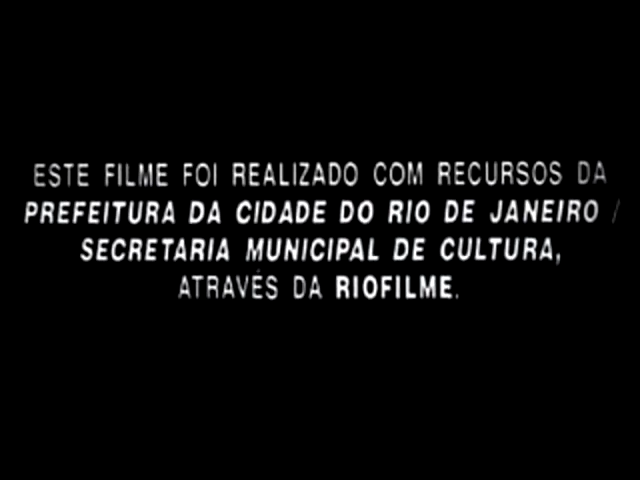 ESTE FILME FOI REALIZADO COM RECURSOS DA
PREFEITURA DA CIDADE DO RIO DE JANEIRO /
SECRETARIA MUNICIPAL DE CULTURA,
ATRAVÉS DA RIOFILME.